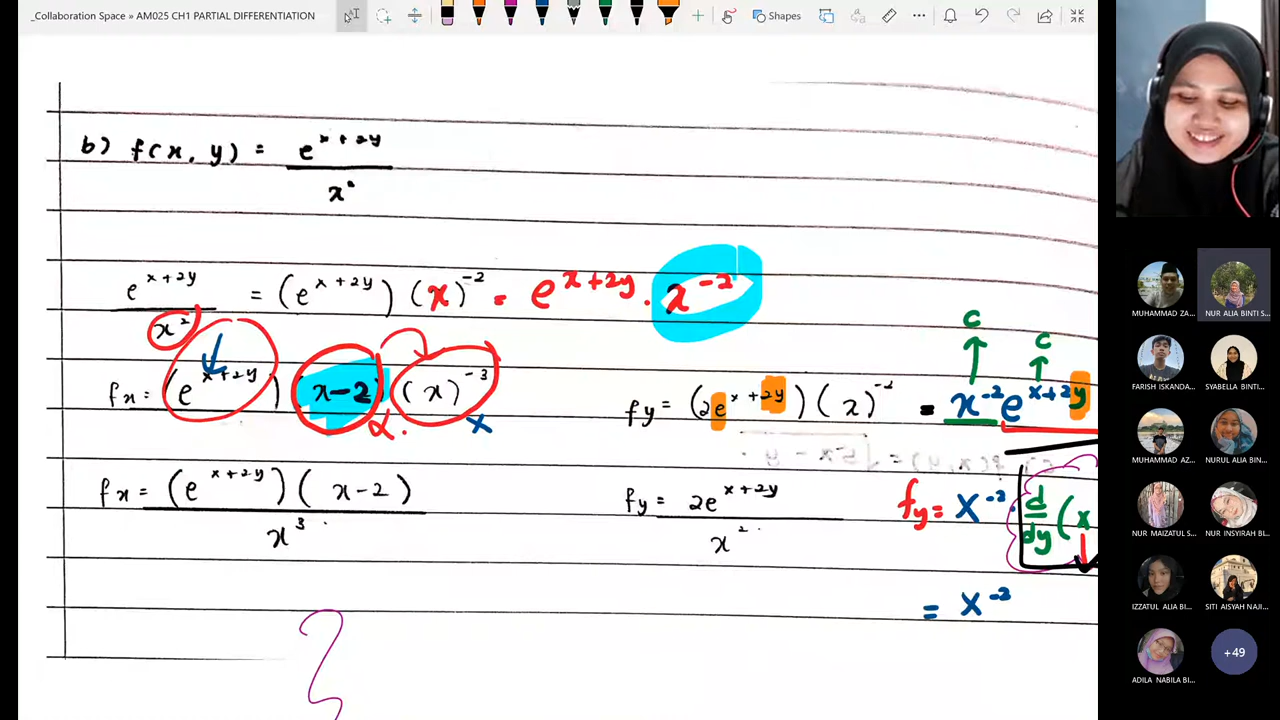 _Collaboration Space » AM025 CH1 PARTIAL DIFFERENTIATION
Shapes
b) f(x, y) = e^(x+2y) / x²
e^(x+2y) / x² = (e^(x+2y)) (x)^-2 = e^(x+2y) · x^-2
fx = (e^(x+2y)) (x-2) (x)^-3
fy = (2e^(x+2y)) (x)^-2 = x^-2 e^(x+2y)
C
C
fx = (e^(x+2y)) (x-2) / x³
fy = 2e^(x+2y) / x²
fy = x^-2 · d/dy (x
= x^-2
MUHAMMAD ZA...
NUR ALIA BINTI S...
FARISH ISKANDA...
SYABELLA BINTI...
MUHAMMAD AZ...
NURUL ALIA BIN...
NUR MAIZATUL S...
NUR INSYIRAH BI...
IZZATUL ALIA BI...
SITI AISYAH NAJI...
ADILA NABILA BI...
+49